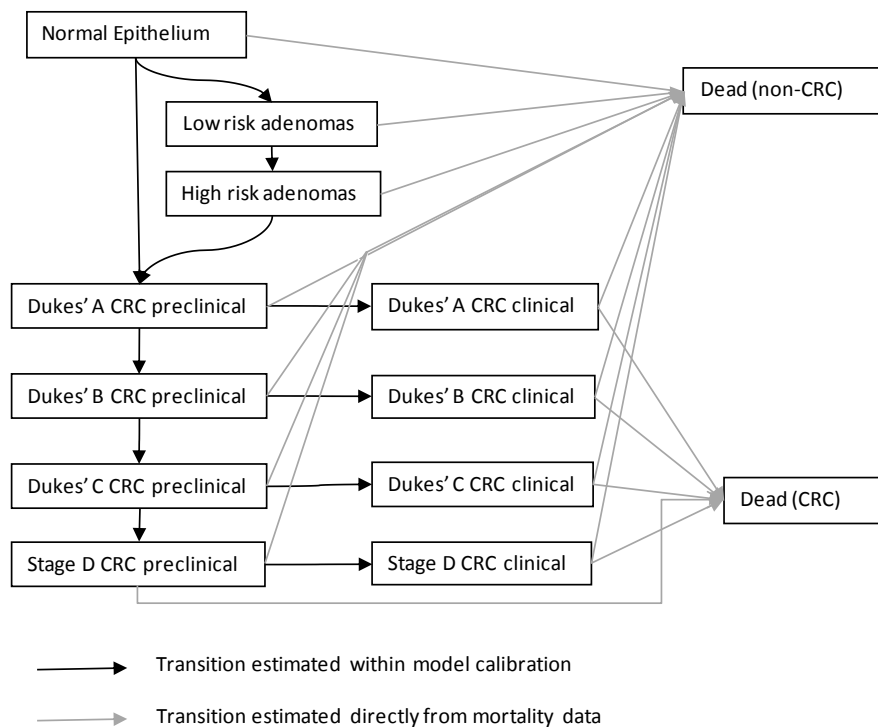 Normal Epithelium
Dead (non-CRC)
Low risk adenomas
High risk adenomas
Dukes' A CRC preclinical
Dukes' A CRC clinical
Dukes' B CRC preclinical
Dukes' B CRC clinical
Dukes' C CRC preclinical
Dukes' C CRC clinical
Dead (CRC)
Stage D CRC preclinical
Stage D CRC clinical
Transition estimated within model calibration
Transition estimated directly from mortality data